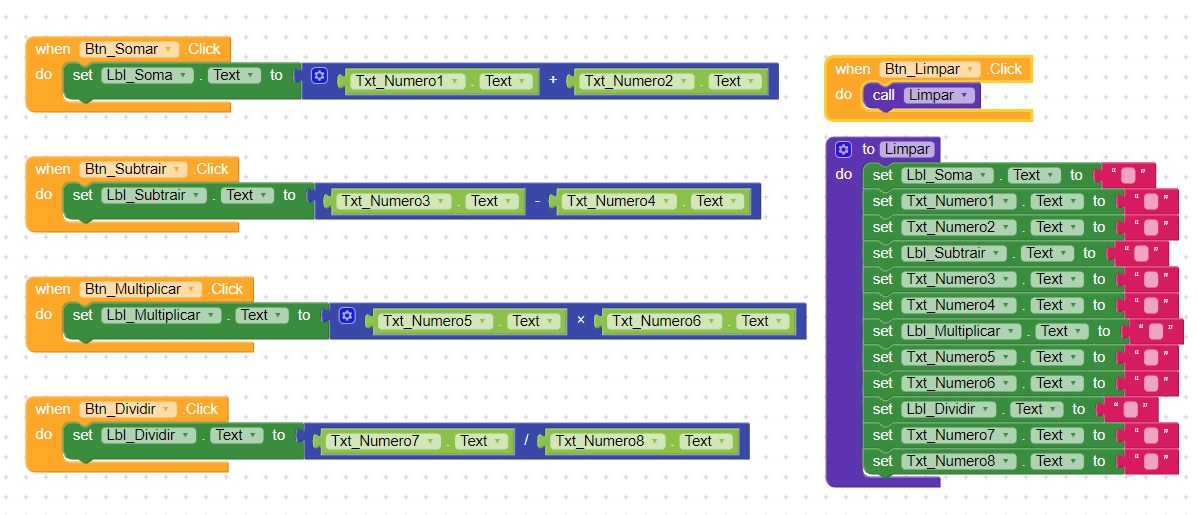 when Btn_Somar .Click
do set Lbl_Soma . Text to Txt_Numero1 . Text + Txt_Numero2 . Text
when Btn_Subtrair .Click
do set Lbl_Subtrair . Text to Txt_Numero3 . Text - Txt_Numero4 . Text
when Btn_Multiplicar .Click
do set Lbl_Multiplicar . Text to Txt_Numero5 . Text × Txt_Numero6 . Text
when Btn_Dividir .Click
do set Lbl_Dividir . Text to Txt_Numero7 . Text / Txt_Numero8 . Text
when Btn_Limpar .Click
do call Limpar
to Limpar
do set Lbl_Soma . Text to “ ”
set Txt_Numero1 . Text to “ ”
set Txt_Numero2 . Text to “ ”
set Lbl_Subtrair . Text to “ ”
set Txt_Numero3 . Text to “ ”
set Txt_Numero4 . Text to “ ”
set Lbl_Multiplicar . Text to “ ”
set Txt_Numero5 . Text to “ ”
set Txt_Numero6 . Text to “ ”
set Lbl_Dividir . Text to “ ”
set Txt_Numero7 . Text to “ ”
set Txt_Numero8 . Text to “ ”